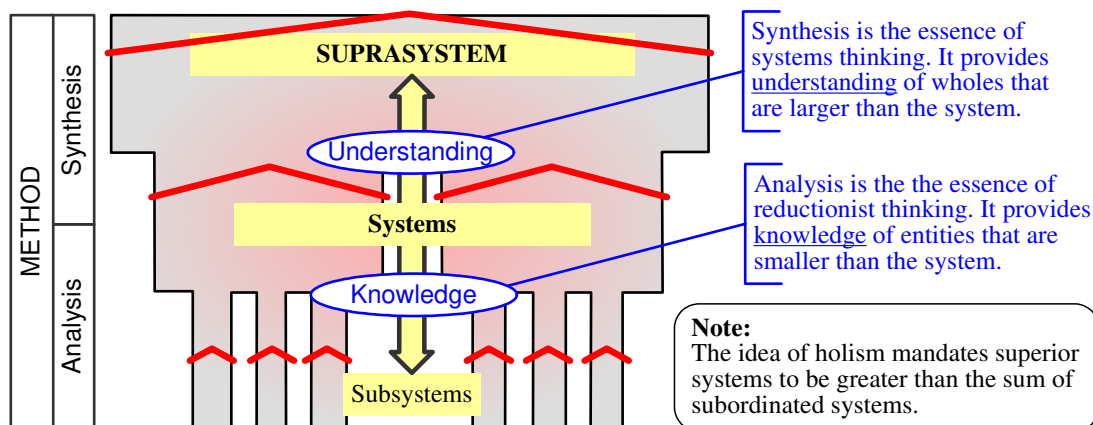 METHOD
Synthesis
Analysis
SUPRASYSTEM
Understanding
Systems
Knowledge
Subsystems
Synthesis is the essence of
systems thinking. It provides
understanding of wholes that
are larger than the system.
Analysis is the the essence of
reductionist thinking. It provides
knowledge of entities that are
smaller than the system.
Note:
The idea of holism mandates superior
systems to be greater than the sum of
subordinated systems.